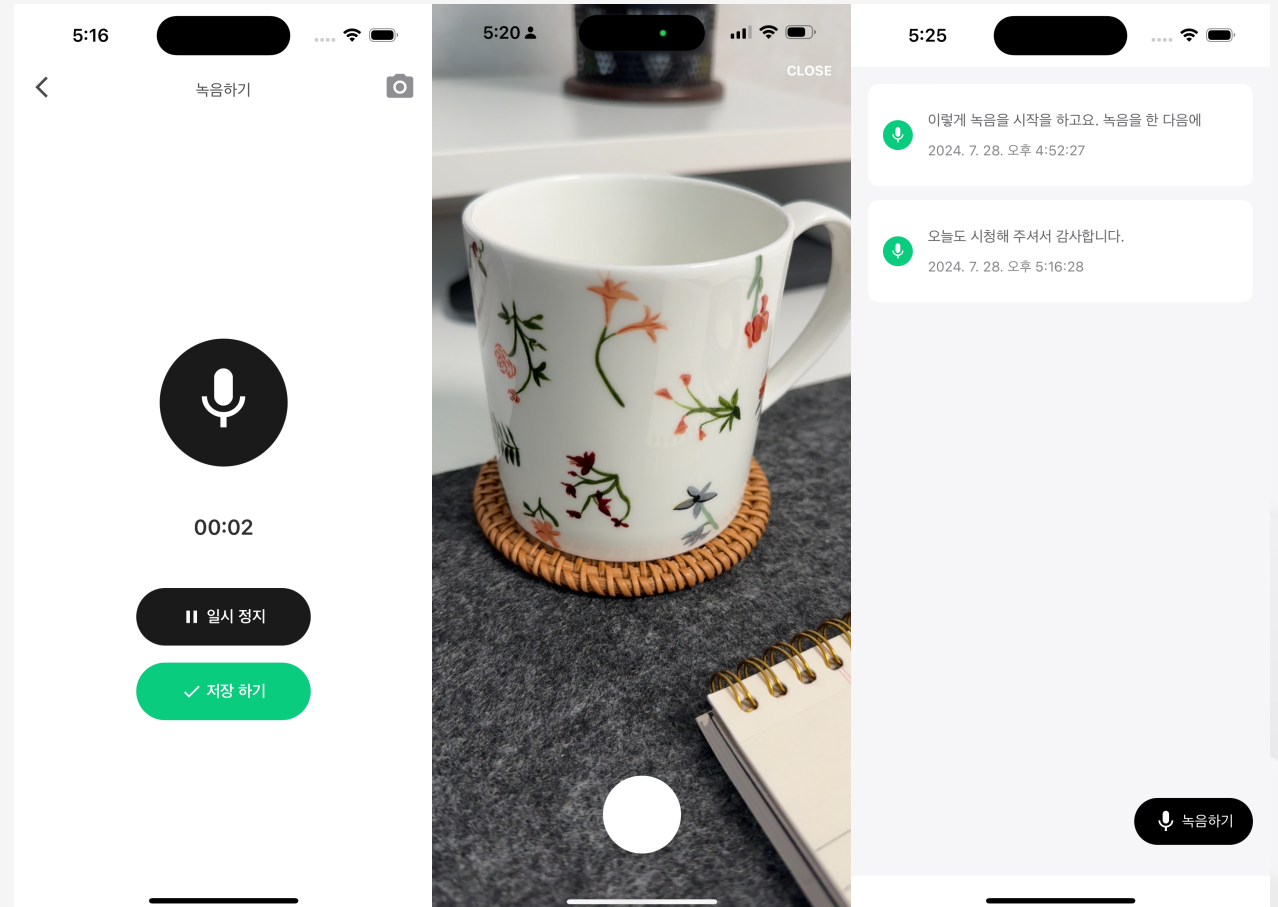 5:16
녹음하기
00:02
일시 정지
저장 하기
5:20
CLOSE
5:25
이렇게 녹음을 시작을 하고요. 녹음을 한 다음에
2024. 7. 28. 오후 4:52:27
오늘도 시청해 주셔서 감사합니다.
2024. 7. 28. 오후 5:16:28
녹음하기